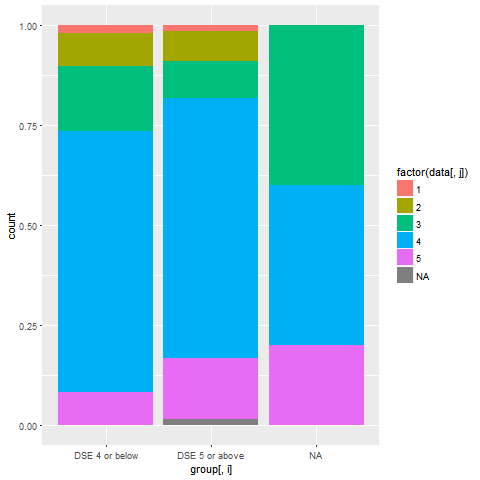 1.00
0.75
0.50
0.25
0.00
count
DSE 4 or below
DSE 5 or above
NA
group[, i]
factor(data[, j])
1
2
3
4
5
NA